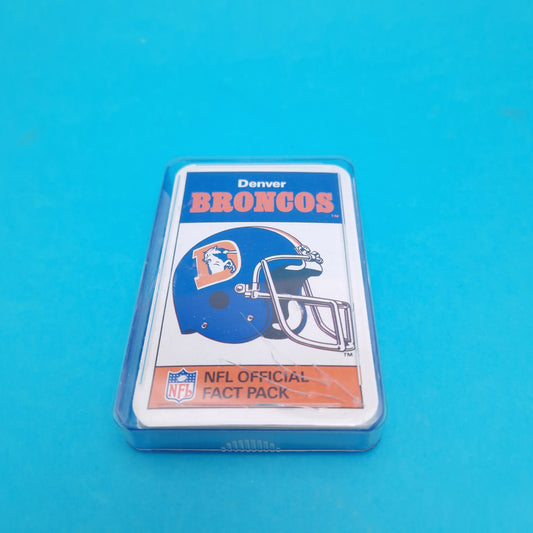 Denver
BRONCOS
TM
D
TM
NFL
NFL OFFICIAL
FACT PACK